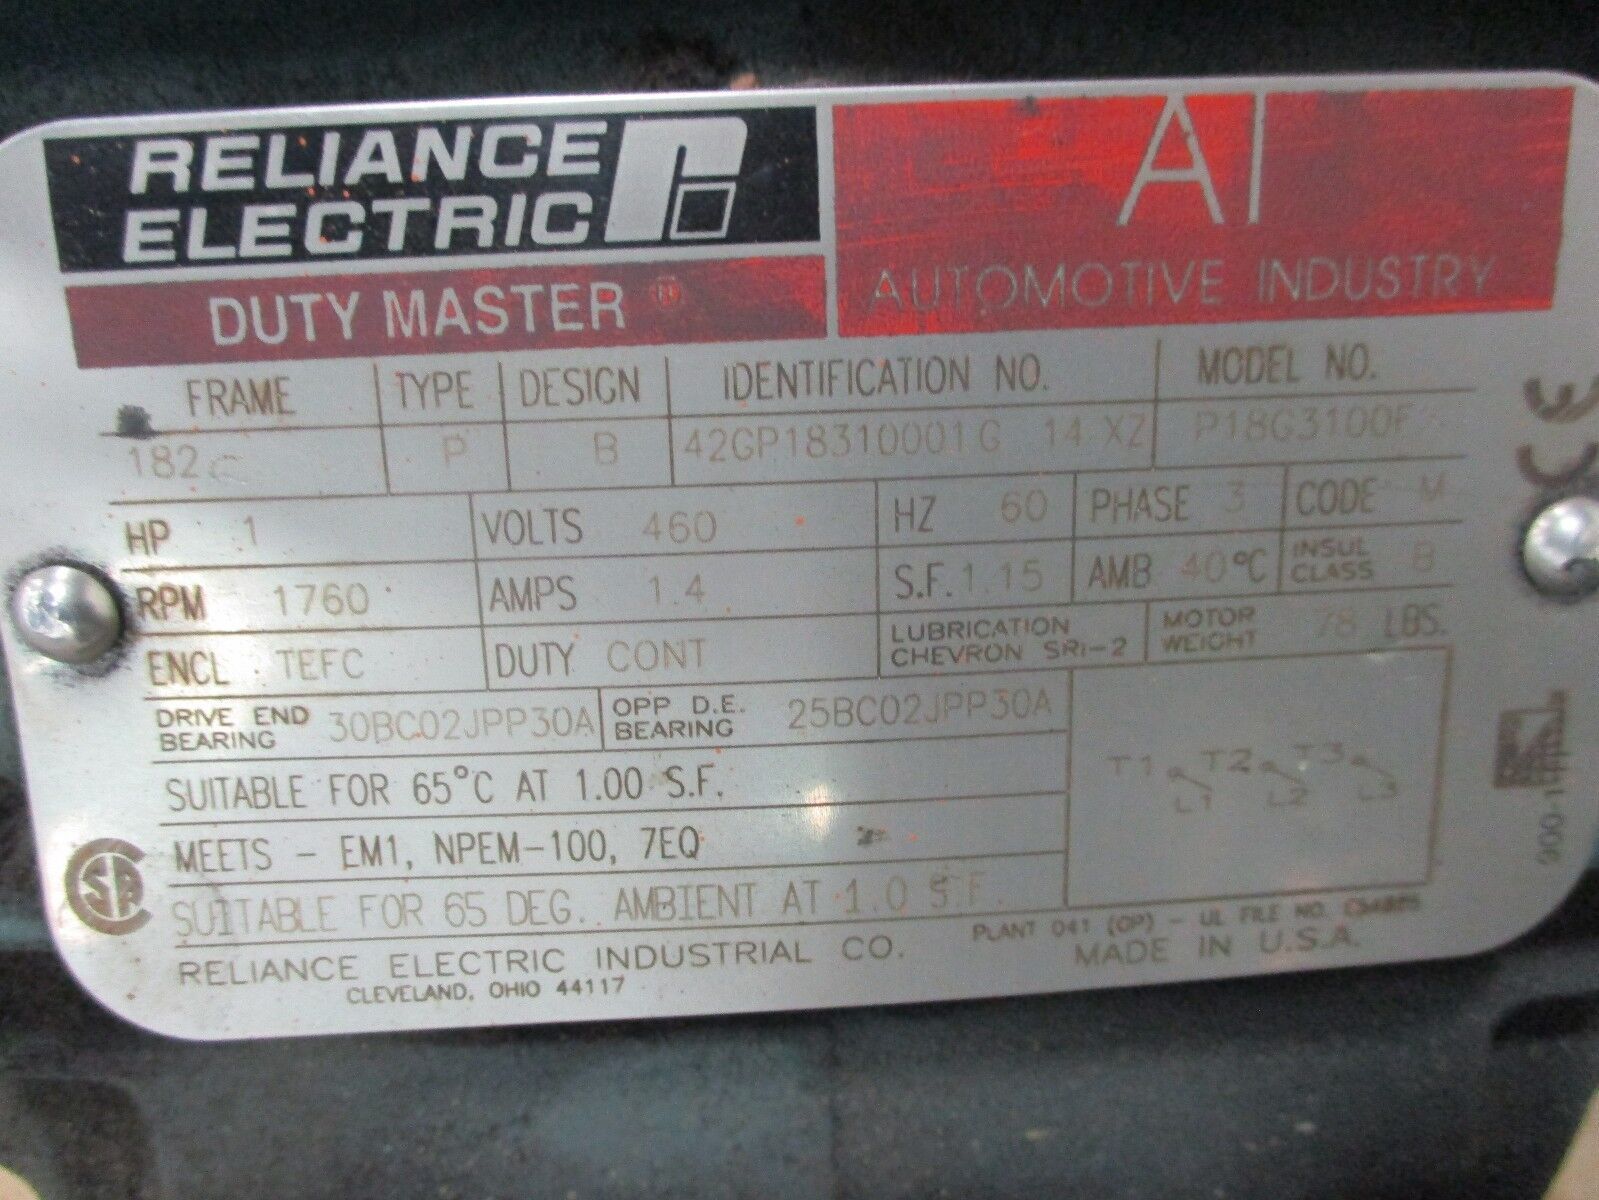 RELIANCE
ELECTRIC
DUTY MASTER ®
AI
AUTOMOTIVE INDUSTRY
FRAME TYPE DESIGN IDENTIFICATION NO. MODEL NO.
182 P B 42GP18310001G 14 XZ P18G3100F
HP 1 VOLTS 460 HZ 60 PHASE 3 CODE M
RPM 1760 AMPS 1.4 S.F. 1.15 AMB 40°C INSUL CLASS B
ENCL TEFC DUTY CONT LUBRICATION CHEVRON SRI-2 MOTOR WEIGHT 78 LBS.
DRIVE END BEARING 30BC02JPP30A OPP D.E. BEARING 25BC02JPP30A
SUITABLE FOR 65°C AT 1.00 S.F.
MEETS - EM1, NPEM-100, 7EQ
SUITABLE FOR 65 DEG. AMBIENT AT 1.0 S.F.
T1 T2 T3
L1 L2 L3
RELIANCE ELECTRIC INDUSTRIAL CO.
CLEVELAND, OHIO 44117
PLANT 041 (OP) - UL FILE NO.
MADE IN U.S.A.
CE